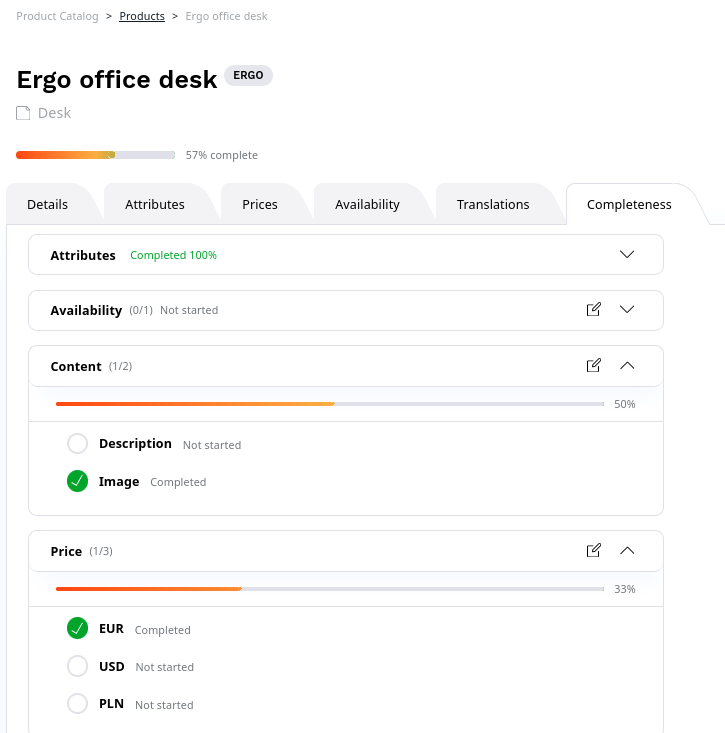 Product Catalog > Products > Ergo office desk
Ergo office desk ERGO
Desk
57% complete
Details Attributes Prices Availability Translations Completeness
Attributes Completed 100%
Availability (0/1) Not started
Content (1/2)
50%
Description Not started
Image Completed
Price (1/3)
33%
EUR Completed
USD Not started
PLN Not started